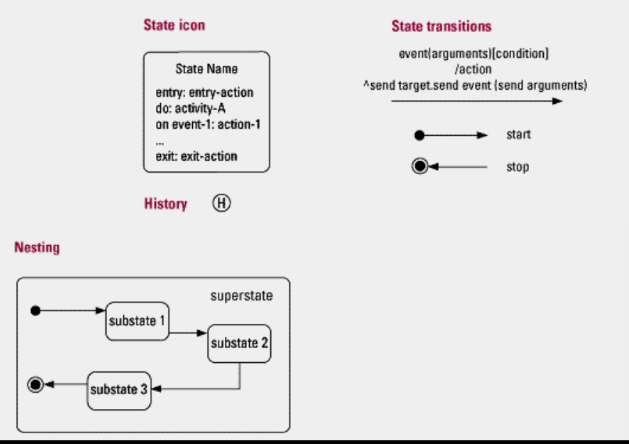 State icon
State Name
entry: entry-action
do: activity-A
on event-1: action-1
...
exit: exit-action
History H
State transitions
event(arguments)[condition]
/action
^send target.send event (send arguments)
start
stop
Nesting
superstate
substate 1
substate 2
substate 3